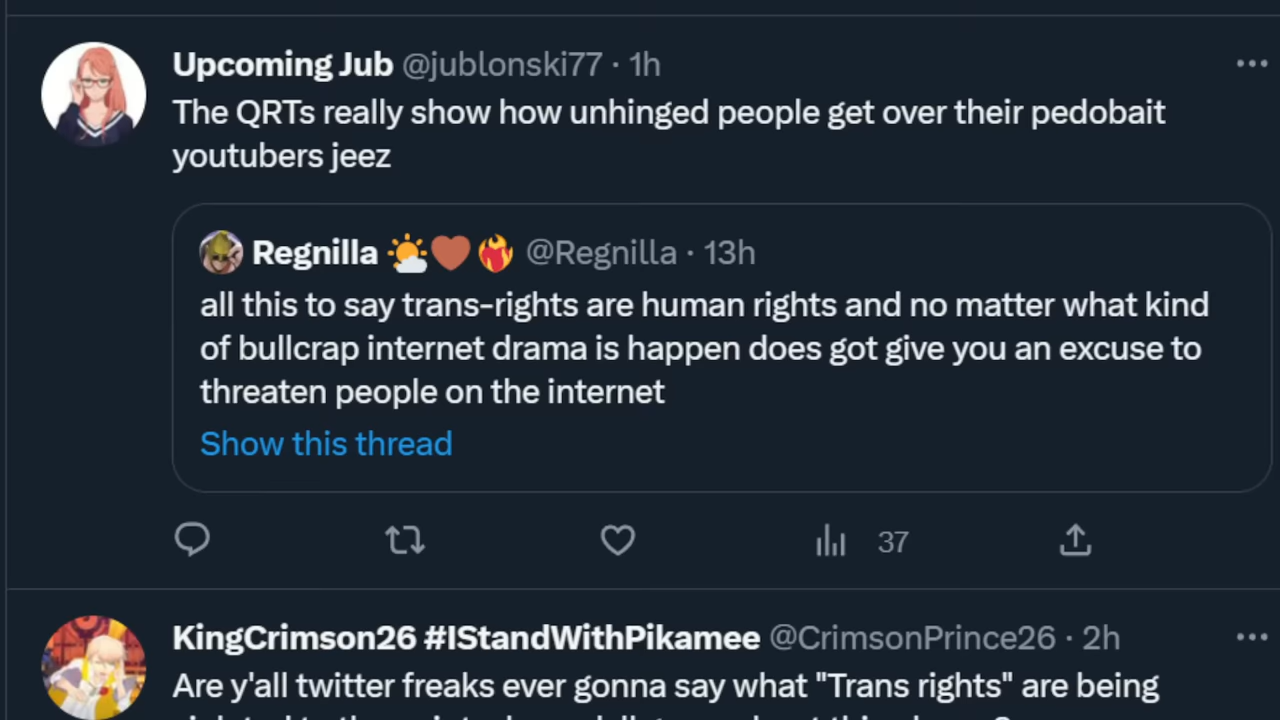 Upcoming Jub @jublonski77 · 1h
The QRTs really show how unhinged people get over their pedobait
youtubers jeez
Regnilla @Regnilla · 13h
all this to say trans-rights are human rights and no matter what kind
of bullcrap internet drama is happen does got give you an excuse to
threaten people on the internet
Show this thread
37
KingCrimson26 #IStandWithPikamee @CrimsonPrince26 · 2h
Are y'all twitter freaks ever gonna say what "Trans rights" are being